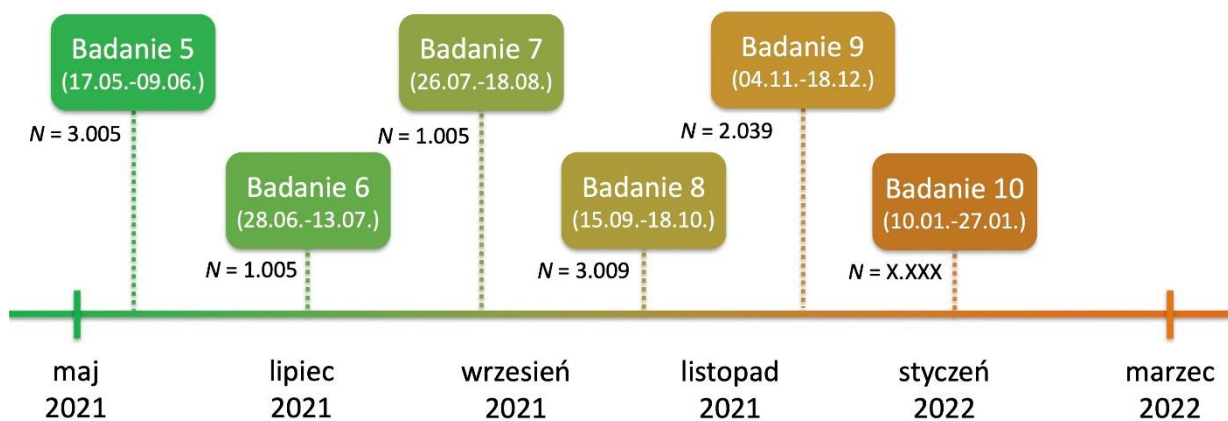 Badanie 5
(17.05.-09.06.)
N = 3.005
Badanie 6
(28.06.-13.07.)
N = 1.005
Badanie 7
(26.07.-18.08.)
N = 1.005
Badanie 8
(15.09.-18.10.)
N = 3.009
Badanie 9
(04.11.-18.12.)
N = 2.039
Badanie 10
(10.01.-27.01.)
N = X.XXX
maj
2021
lipiec
2021
wrzesień
2021
listopad
2021
styczeń
2022
marzec
2022